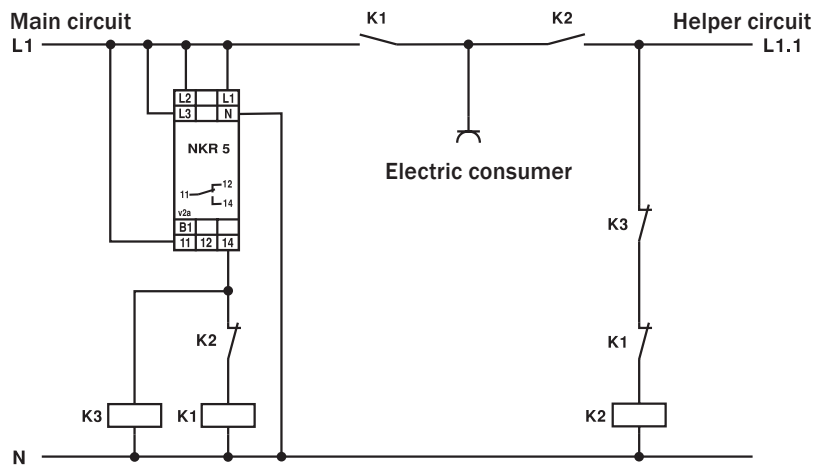 Main circuit
K1
K2
Helper circuit
L1
L1.1
L2
L1
L3
N
NKR 5
Electric consumer
12
11
14
v2a
K3
B1
11
12
14
K2
K1
K3
K1
K2
N